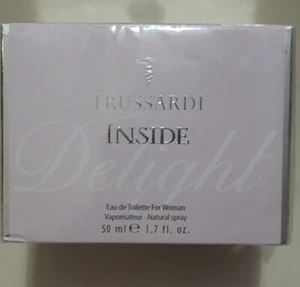 TRUSSARDI
INSIDE
Delight
Eau de Toilette For Woman
Vaporisateur - Natural spray
50 ml ℮ 1.7 fl. oz.